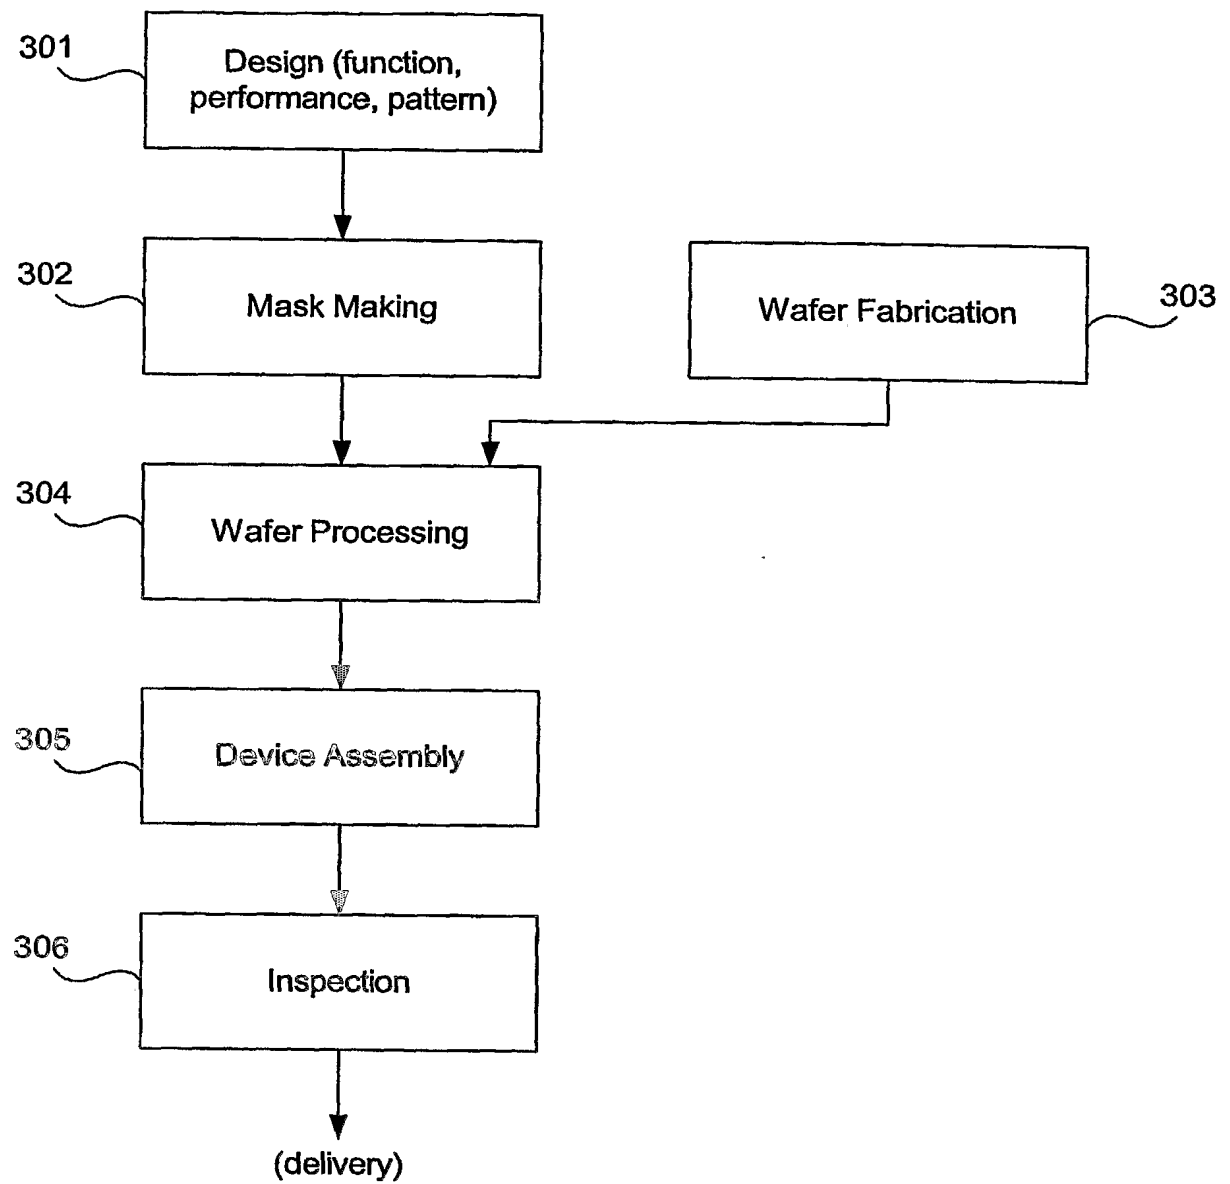 301
Design (function,
performance, pattern)
302
Mask Making
Wafer Fabrication
303
304
Wafer Processing
305
Device Assembly
306
Inspection
(delivery)